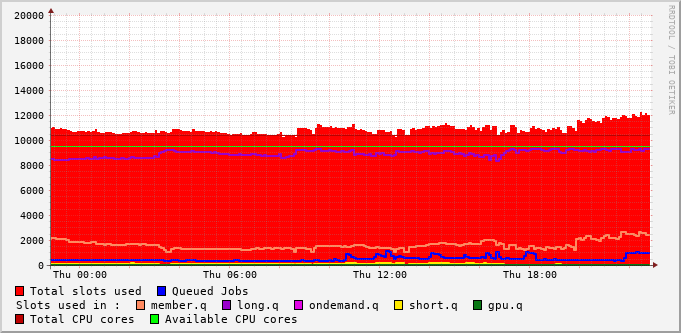 20000
18000
16000
14000
12000
10000
8000
6000
4000
2000
0
Thu 00:00 Thu 06:00 Thu 12:00 Thu 18:00
RRDTOOL / TOBI OETIKER
Total slots used Queued Jobs
Slots used in : member.q long.q ondemand.q short.q gpu.q
Total CPU cores Available CPU cores